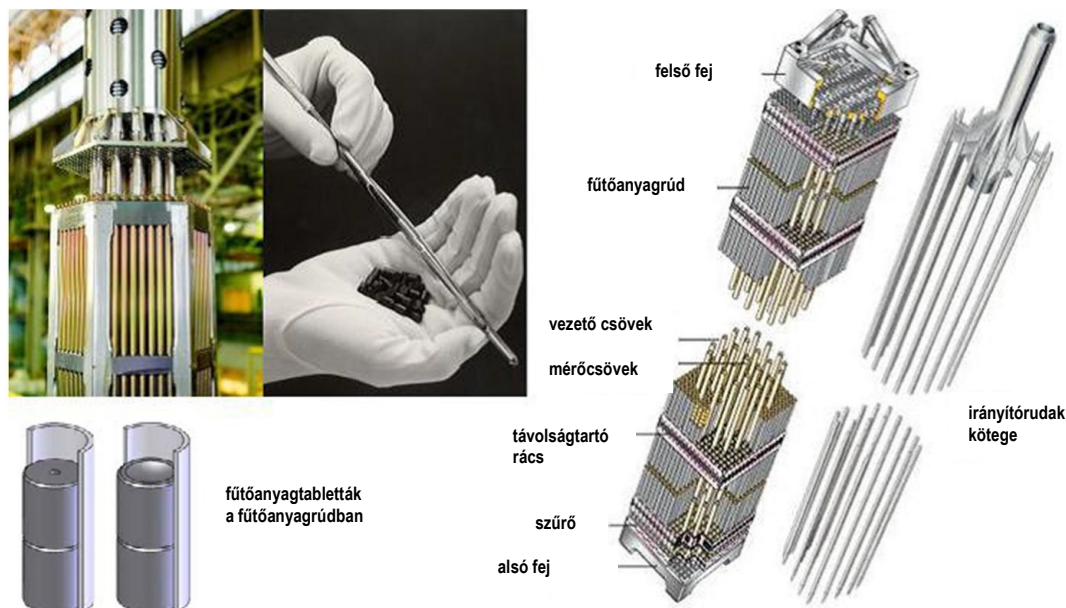 felső fej
fűtőanyagrúd
vezető csövek
mérőcsövek
irányítórudak
kötege
távolságtartó
rács
fűtőanyagtabletták
a fűtőanyagrúdban
szűrő
alsó fej